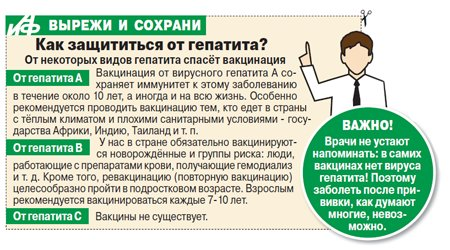 АиФ ВЫРЕЖИ И СОХРАНИ
Как защититься от гепатита?
От некоторых видов гепатита спасёт вакцинация
От гепатита А Вакцинация от вирусного гепатита А со-
храняет иммунитет к этому заболеванию
в течение около 10 лет, а иногда и на всю жизнь. Особенно
рекомендуется проводить вакцинацию тем, кто едет в страны
с тёплым климатом и плохими санитарными условиями - го-
сударства Африки, Индию, Таиланд и т. п.
От гепатита В У нас в стране обязательно вакцинируют-
ся новорождённые и группы риска: люди,
работающие с препаратами крови, получающие гемодиализ
и т. д. Кроме того, ревакцинацию (повторную вакцинацию)
целесообразно пройти в подростковом возрасте. Взрослым
рекомендуется вакцинироваться каждые 7-10 лет.
От гепатита С Вакцины не существует.
ВАЖНО!
Врачи не устают
напоминать: в самих
вакцинах нет вируса
гепатита! Поэтому
заболеть после при-
вивки, как думают
многие, невоз-
можно.